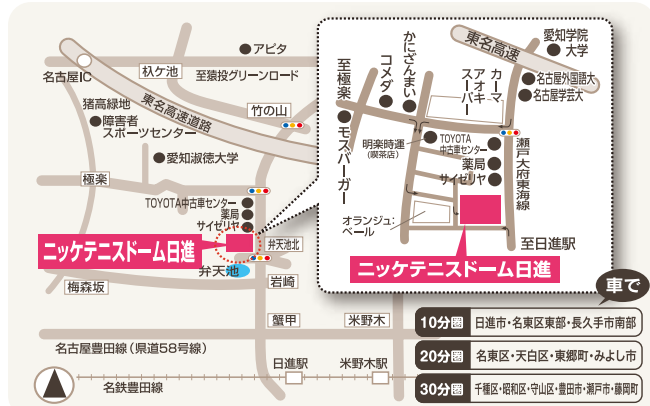 アピタ
名古屋IC
杁ケ池
至猿投グリーンロード
猪高緑地
障害者
スポーツセンター
東名高速道路
竹の山
愛知淑徳大学
極楽
TOYOTA中古車センター
薬局
サイゼリヤ
ニッケテニスドーム日進
弁天池北
弁天池
梅森坂
岩崎
蟹甲
米野木
名古屋豊田線（県道58号線）
日進駅
米野木駅
名鉄豊田線
至極楽
コメダ
かにざんまい
東名高速
愛知学院
大学
名古屋外国語大
名古屋学芸大
カーマ
アオキ
スーパー
モスバーガー
明楽時運
（喫茶店）
TOYOTA
中古車センター
薬局
サイゼリヤ
瀬戸大府東海線
オランジュ:
ベール
至日進駅
ニッケテニスドーム日進
車で
10分圏 日進市・名東区東部・長久手市南部
20分圏 名東区・天白区・東郷町・みよし市
30分圏 千種区・昭和区・守山区・豊田市・瀬戸市・藤岡町